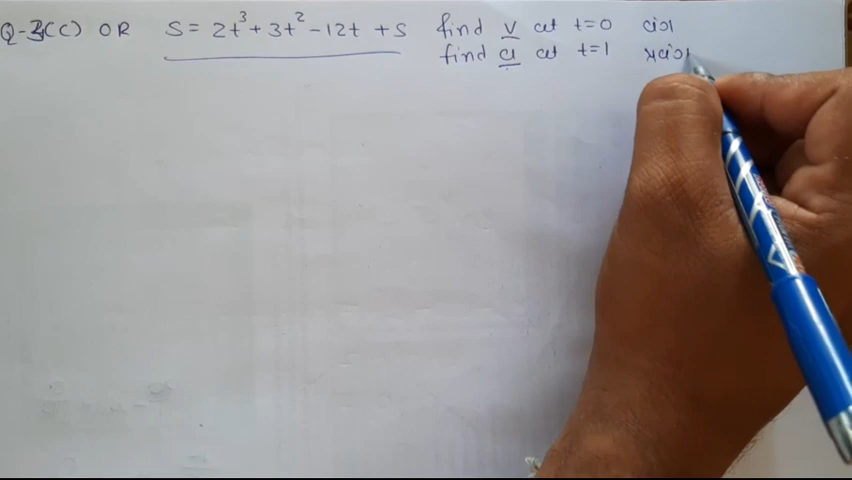 Q-3(C) OR S = 2t³ + 3t² - 12t + 5 find v at t=0
find a at t=1